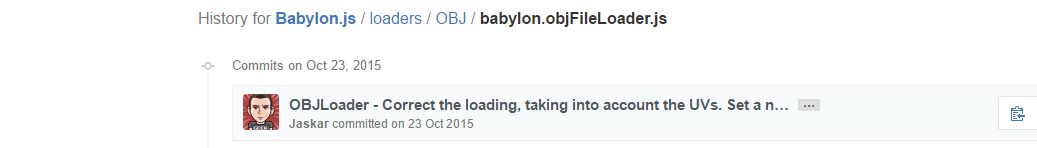 History for Babylon.js / loaders / OBJ / babylon.objFileLoader.js
Commits on Oct 23, 2015
OBJLoader - Correct the loading, taking into account the UVs. Set a n… …
Jaskar committed on 23 Oct 2015